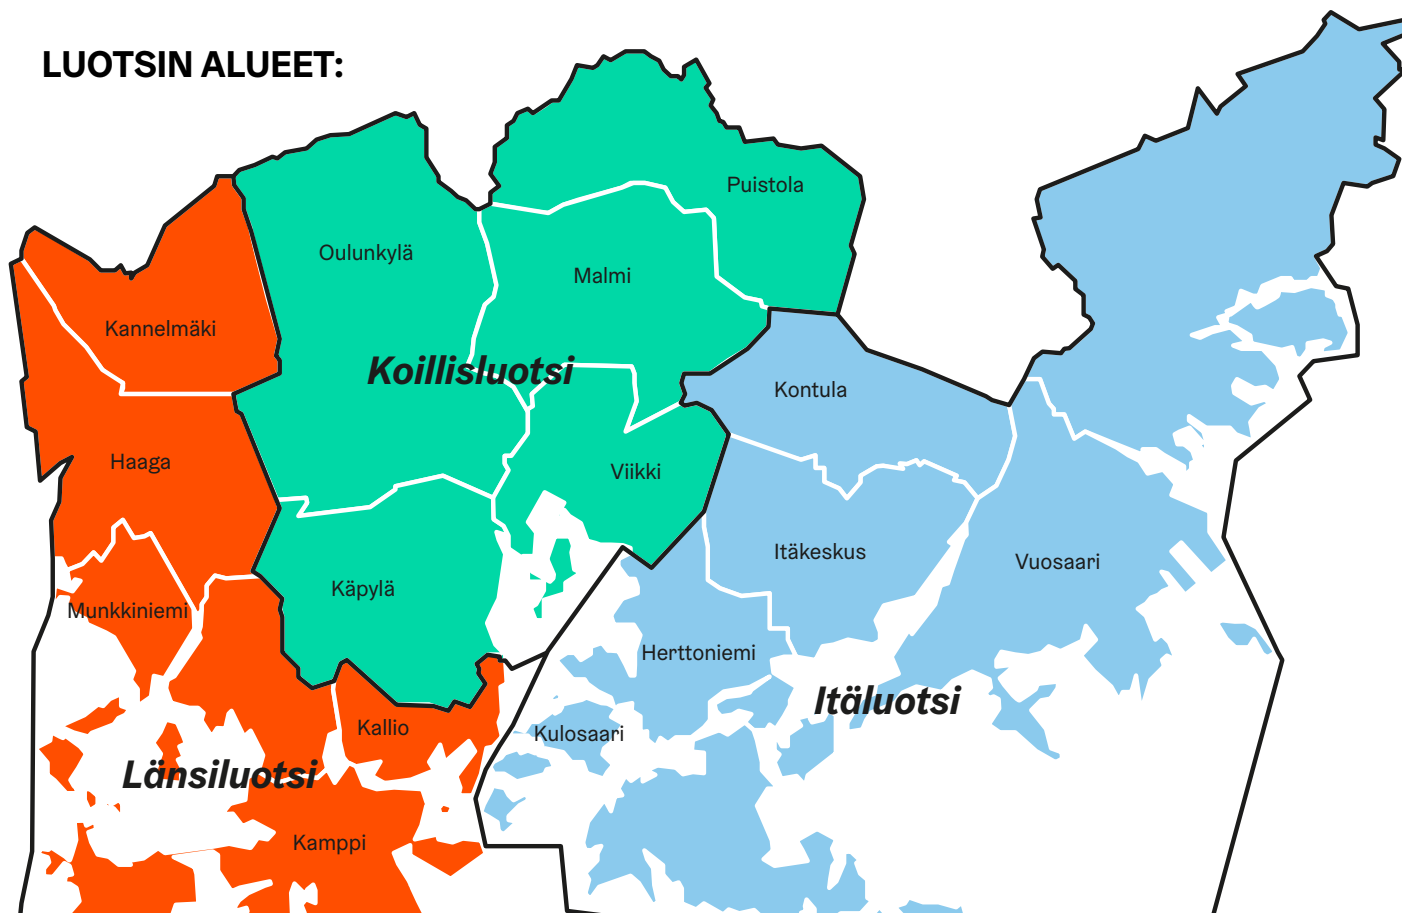 LUOTSIN ALUEET:
Puistola
Oulunkylä
Malmi
Kannelmäki
Koillisluotsi
Kontula
Haaga
Viikki
Itäkeskus
Vuosaari
Käpylä
Munkkiniemi
Herttoniemi
Itäluotsi
Kallio
Kulosaari
Länsiluotsi
Kamppi